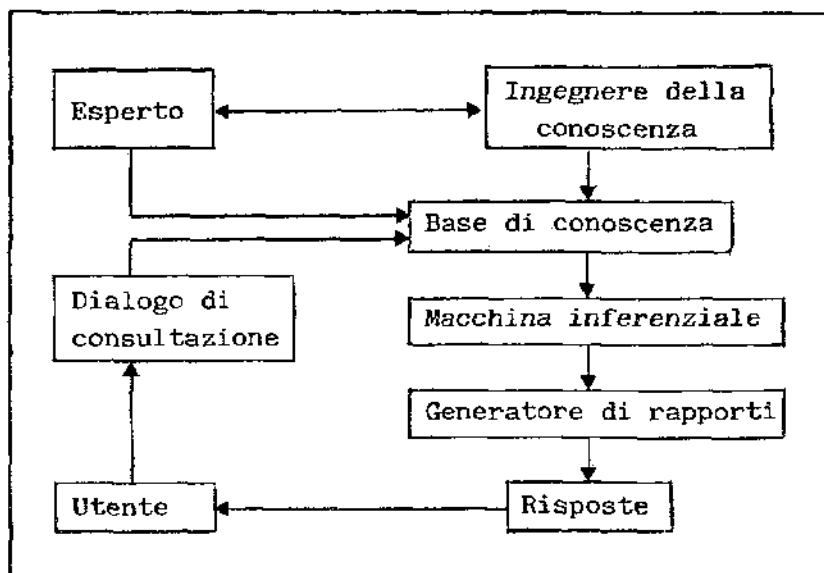 Esperto
Ingegnere della
conoscenza
Base di conoscenza
Dialogo di
consultazione
Macchina inferenziale
Generatore di rapporti
Utente
Risposte